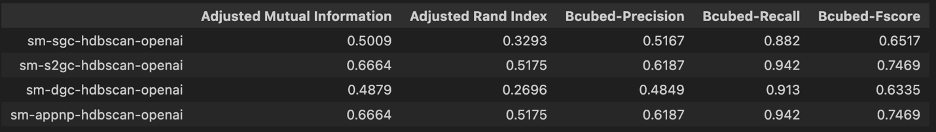 Adjusted Mutual Information Adjusted Rand Index Bcubed-Precision Bcubed-Recall Bcubed-Fscore
sm-sgc-hdbscan-openai 0.5009 0.3293 0.5167 0.882 0.6517
sm-s2gc-hdbscan-openai 0.6664 0.5175 0.6187 0.942 0.7469
sm-dgc-hdbscan-openai 0.4879 0.2696 0.4849 0.913 0.6335
sm-appnp-hdbscan-openai 0.6664 0.5175 0.6187 0.942 0.7469